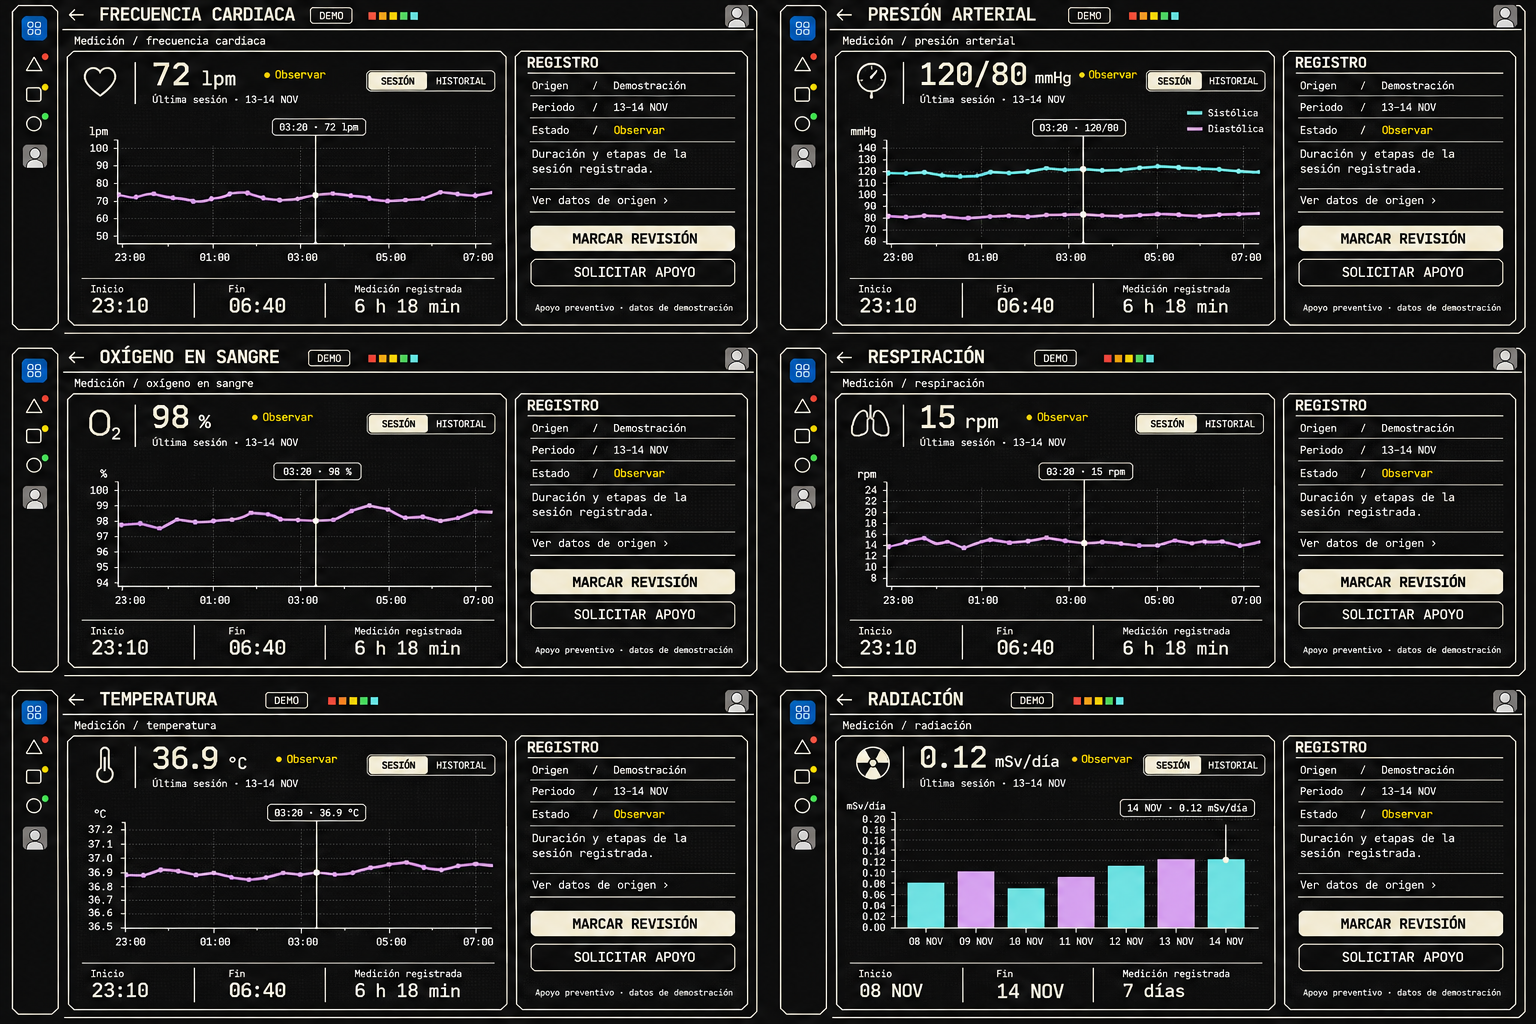 ← FRECUENCIA CARDIACA DEMO
Medición / frecuencia cardiaca
72 lpm Observar SESIÓN HISTORIAL
Última sesión · 13-14 NOV
03:20 · 72 lpm
lpm
100
90
80
70
60
50
23:00 01:00 03:00 05:00 07:00
Inicio Fin Medición registrada
23:10 06:40 6 h 18 min
REGISTRO
Origen / Demostración
Periodo / 13-14 NOV
Estado / Observar
Duración y etapas de la
sesión registrada.
Ver datos de origen ›
MARCAR REVISIÓN
SOLICITAR APOYO
Apoyo preventivo · datos de demostración
← PRESIÓN ARTERIAL DEMO
Medición / presión arterial
120/80 mmHg Observar SESIÓN HISTORIAL
Última sesión · 13-14 NOV
Sistólica
Diastólica
03:20 · 120/80
mmHg
140
130
120
110
100
90
80
70
60
23:00 01:00 03:00 05:00 07:00
Inicio Fin Medición registrada
23:10 06:40 6 h 18 min
REGISTRO
Origen / Demostración
Periodo / 13-14 NOV
Estado / Observar
Duración y etapas de la
sesión registrada.
Ver datos de origen ›
MARCAR REVISIÓN
SOLICITAR APOYO
Apoyo preventivo · datos de demostración
← OXÍGENO EN SANGRE DEMO
Medición / oxígeno en sangre
O₂ 98 % Observar SESIÓN HISTORIAL
Última sesión · 13-14 NOV
03:20 · 98 %
%
100
99
98
97
96
95
94
23:00 01:00 03:00 05:00 07:00
Inicio Fin Medición registrada
23:10 06:40 6 h 18 min
REGISTRO
Origen / Demostración
Periodo / 13-14 NOV
Estado / Observar
Duración y etapas de la
sesión registrada.
Ver datos de origen ›
MARCAR REVISIÓN
SOLICITAR APOYO
Apoyo preventivo · datos de demostración
← RESPIRACIÓN DEMO
Medición / respiración
15 rpm Observar SESIÓN HISTORIAL
Última sesión · 13-14 NOV
03:20 · 15 rpm
rpm
24
22
20
18
16
14
12
10
8
23:00 01:00 03:00 05:00 07:00
Inicio Fin Medición registrada
23:10 06:40 6 h 18 min
REGISTRO
Origen / Demostración
Periodo / 13-14 NOV
Estado / Observar
Duración y etapas de la
sesión registrada.
Ver datos de origen ›
MARCAR REVISIÓN
SOLICITAR APOYO
Apoyo preventivo · datos de demostración
← TEMPERATURA DEMO
Medición / temperatura
36.9 °C Observar SESIÓN HISTORIAL
Última sesión · 13-14 NOV
03:20 · 36.9 °C
°C
37.2
37.1
37.0
36.9
36.8
36.7
36.6
36.5
23:00 01:00 03:00 05:00 07:00
Inicio Fin Medición registrada
23:10 06:40 6 h 18 min
REGISTRO
Origen / Demostración
Periodo / 13-14 NOV
Estado / Observar
Duración y etapas de la
sesión registrada.
Ver datos de origen ›
MARCAR REVISIÓN
SOLICITAR APOYO
Apoyo preventivo · datos de demostración
← RADIACIÓN DEMO
Medición / radiación
0.12 mSv/día Observar SESIÓN HISTORIAL
Última sesión · 13-14 NOV
14 NOV · 0.12 mSv/día
mSv/día
0.20
0.18
0.16
0.14
0.12
0.10
0.08
0.06
0.04
0.02
0.00
08 NOV 09 NOV 10 NOV 11 NOV 12 NOV 13 NOV 14 NOV
Inicio Fin Medición registrada
08 NOV 14 NOV 7 días
REGISTRO
Origen / Demostración
Periodo / 13-14 NOV
Estado / Observar
Duración y etapas de la
sesión registrada.
Ver datos de origen ›
MARCAR REVISIÓN
SOLICITAR APOYO
Apoyo preventivo · datos de demostración